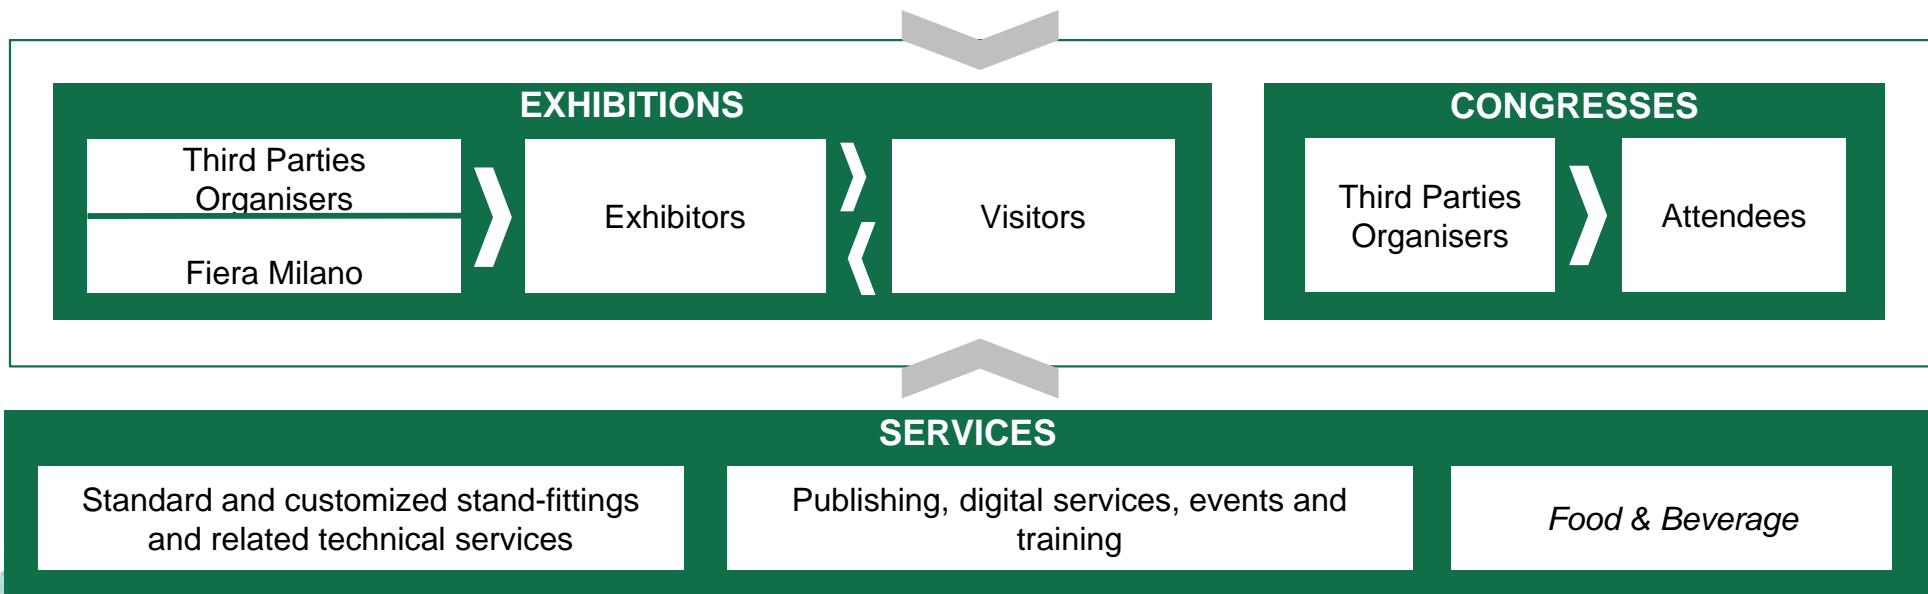 EXHIBITIONS
Third Parties
Organisers
Fiera Milano
Exhibitors
Visitors
CONGRESSES
Third Parties
Organisers
Attendees
SERVICES
Standard and customized stand-fittings
and related technical services
Publishing, digital services, events and
training
Food & Beverage